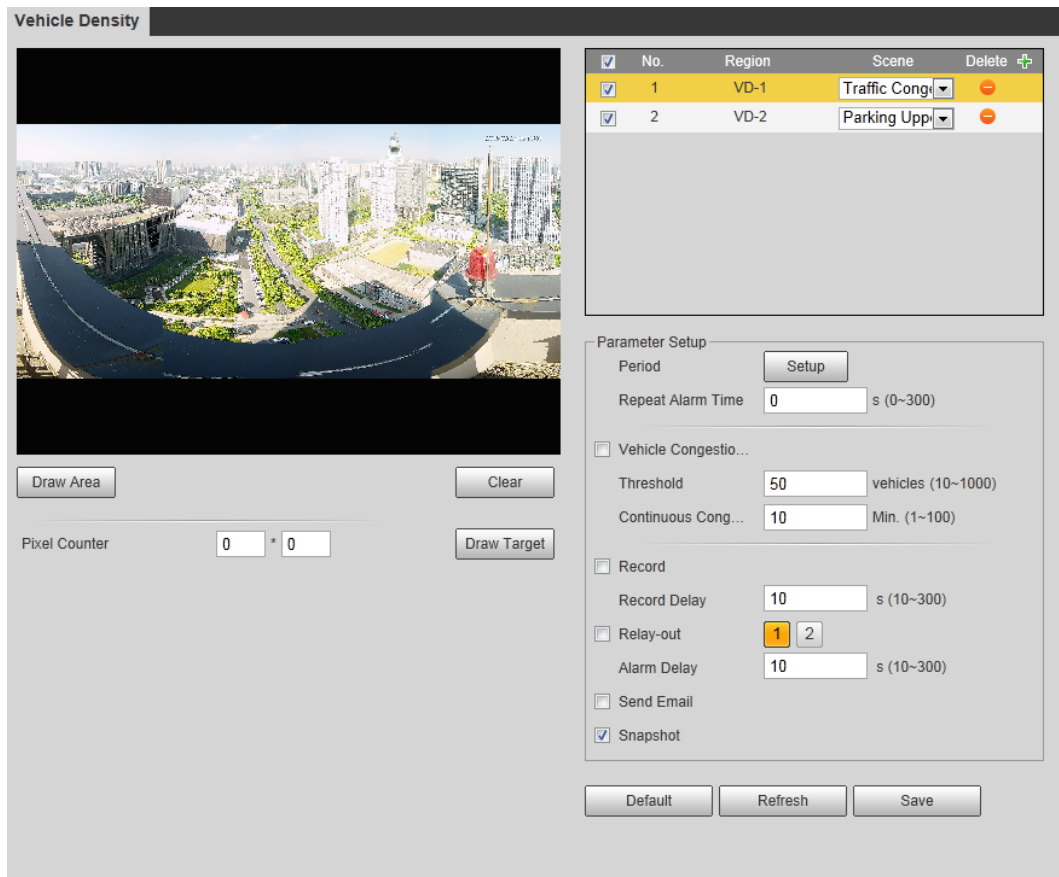 Vehicle Density
No. Region Scene Delete
1 VD-1 Traffic Cong
2 VD-2 Parking Upp
Draw Area Clear
Pixel Counter 0 * 0 Draw Target
Parameter Setup
Period Setup
Repeat Alarm Time 0 s (0~300)
Vehicle Congestio...
Threshold 50 vehicles (10~1000)
Continuous Cong... 10 Min. (1~100)
Record
Record Delay 10 s (10~300)
Relay-out 1 2
Alarm Delay 10 s (10~300)
Send Email
Snapshot
Default Refresh Save